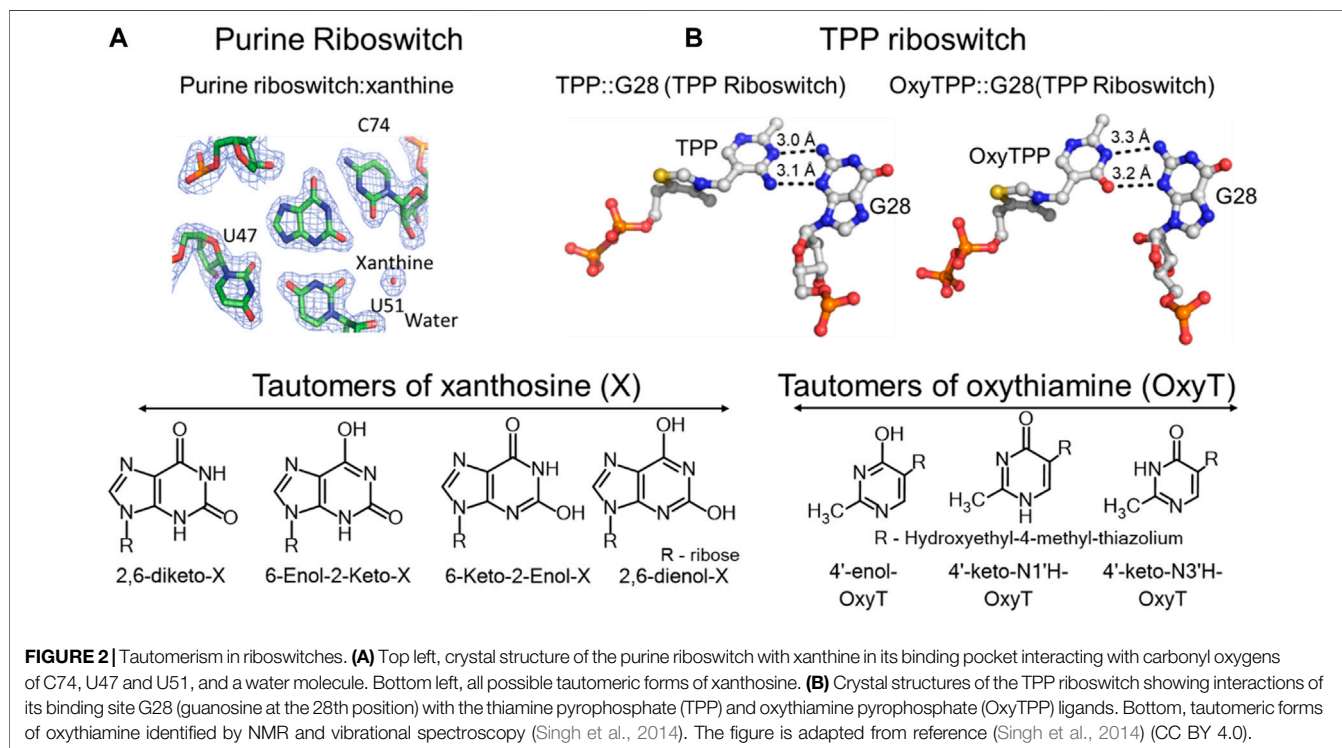 A
Purine Riboswitch
B
TPP riboswitch
Purine riboswitch:xanthine
TPP::G28 (TPP Riboswitch)
OxyTPP::G28(TPP Riboswitch)
C74
U47
Xanthine
U51
Water
TPP
3.0 Å
3.1 Å
G28
OxyTPP
3.3 Å
3.2 Å
G28
Tautomers of xanthosine (X)
Tautomers of oxythiamine (OxyT)
O
N
NH
N
N
H
O
R
OH
N
N
N
N
H
O
R
O
N
NH
N
N
OH
R
OH
N
N
N
N
OH
R
R - ribose
2,6-diketo-X
6-Enol-2-Keto-X
6-Keto-2-Enol-X
2,6-dienol-X
OH
R
N
H₃C
N
O
R
N
H₃C
N
H
O
R
HN
H₃C
N
R - Hydroxyethyl-4-methyl-thiazolium
4'-enol-
OxyT
4'-keto-N1'H-
OxyT
4'-keto-N3'H-
OxyT
FIGURE 2 | Tautomerism in riboswitches. (A) Top left, crystal structure of the purine riboswitch with xanthine in its binding pocket interacting with carbonyl oxygens
of C74, U47 and U51, and a water molecule. Bottom left, all possible tautomeric forms of xanthosine. (B) Crystal structures of the TPP riboswitch showing interactions of
its binding site G28 (guanosine at the 28th position) with the thiamine pyrophosphate (TPP) and oxythiamine pyrophosphate (OxyTPP) ligands. Bottom, tautomeric forms
of oxythiamine identified by NMR and vibrational spectroscopy (Singh et al., 2014). The figure is adapted from reference (Singh et al., 2014) (CC BY 4.0).